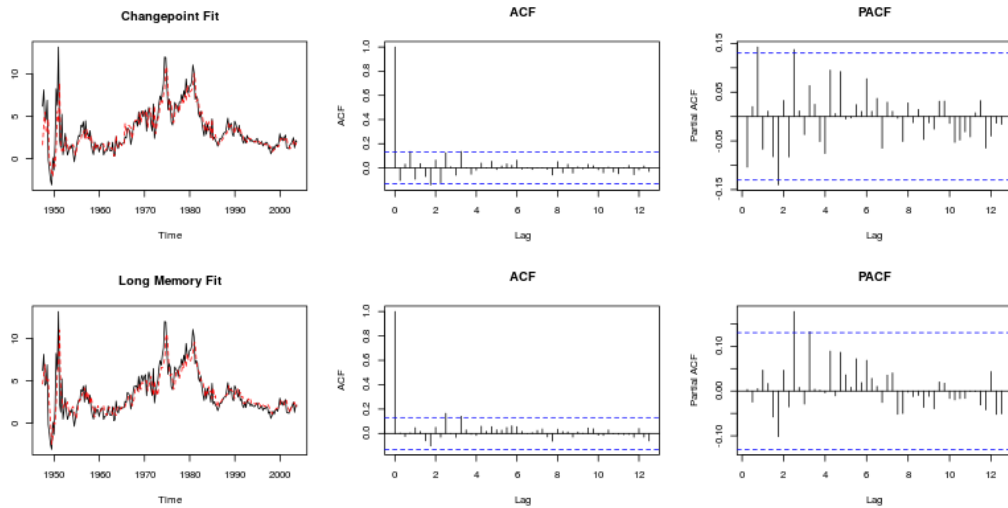 Changepoint Fit
0 5 10
1950 1960 1970 1980 1990 2000
Time
ACF
ACF
0.0 0.2 0.4 0.6 0.8 1.0
0 2 4 6 8 10 12
Lag
PACF
Partial ACF
-0.15 -0.05 0.05 0.15
0 2 4 6 8 10 12
Lag
Long Memory Fit
0 5 10
1950 1960 1970 1980 1990 2000
Time
ACF
ACF
0.0 0.2 0.4 0.6 0.8 1.0
0 2 4 6 8 10 12
Lag
PACF
Partial ACF
-0.10 0.00 0.10
0 2 4 6 8 10 12
Lag